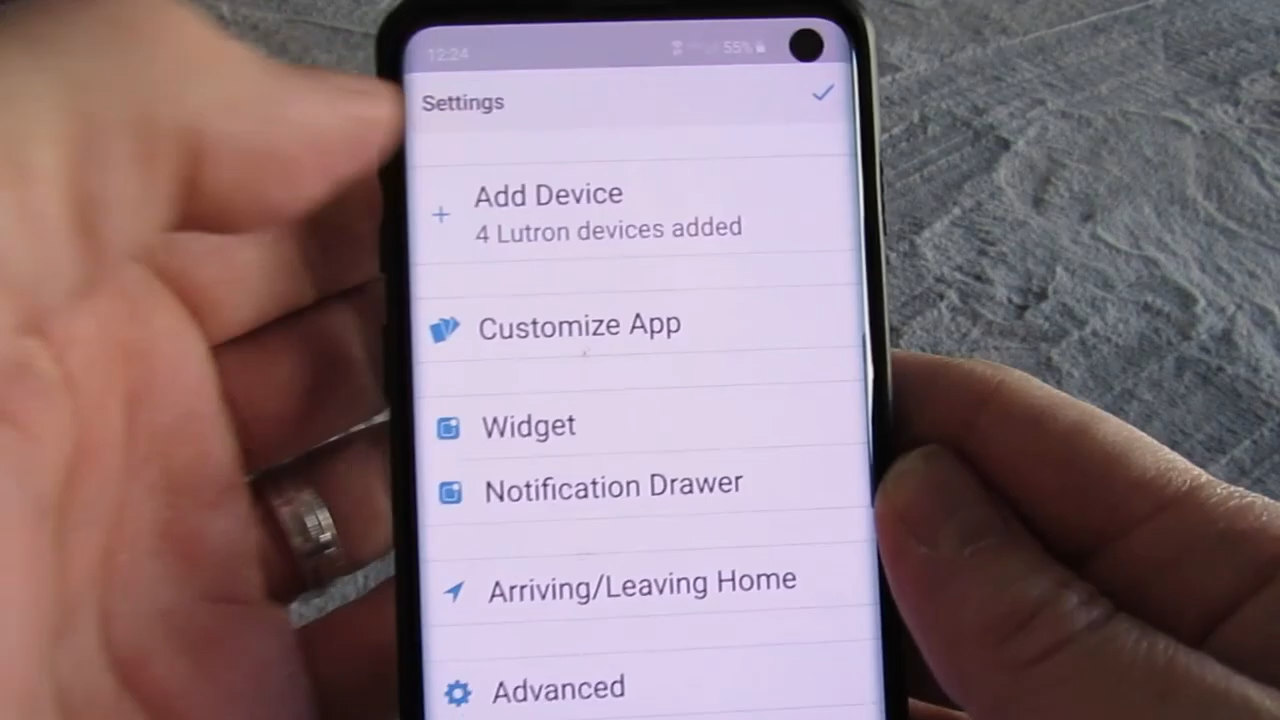 12:24 55%
Settings
Add Device
4 Lutron devices added
Customize App
Widget
Notification Drawer
Arriving/Leaving Home
Advanced